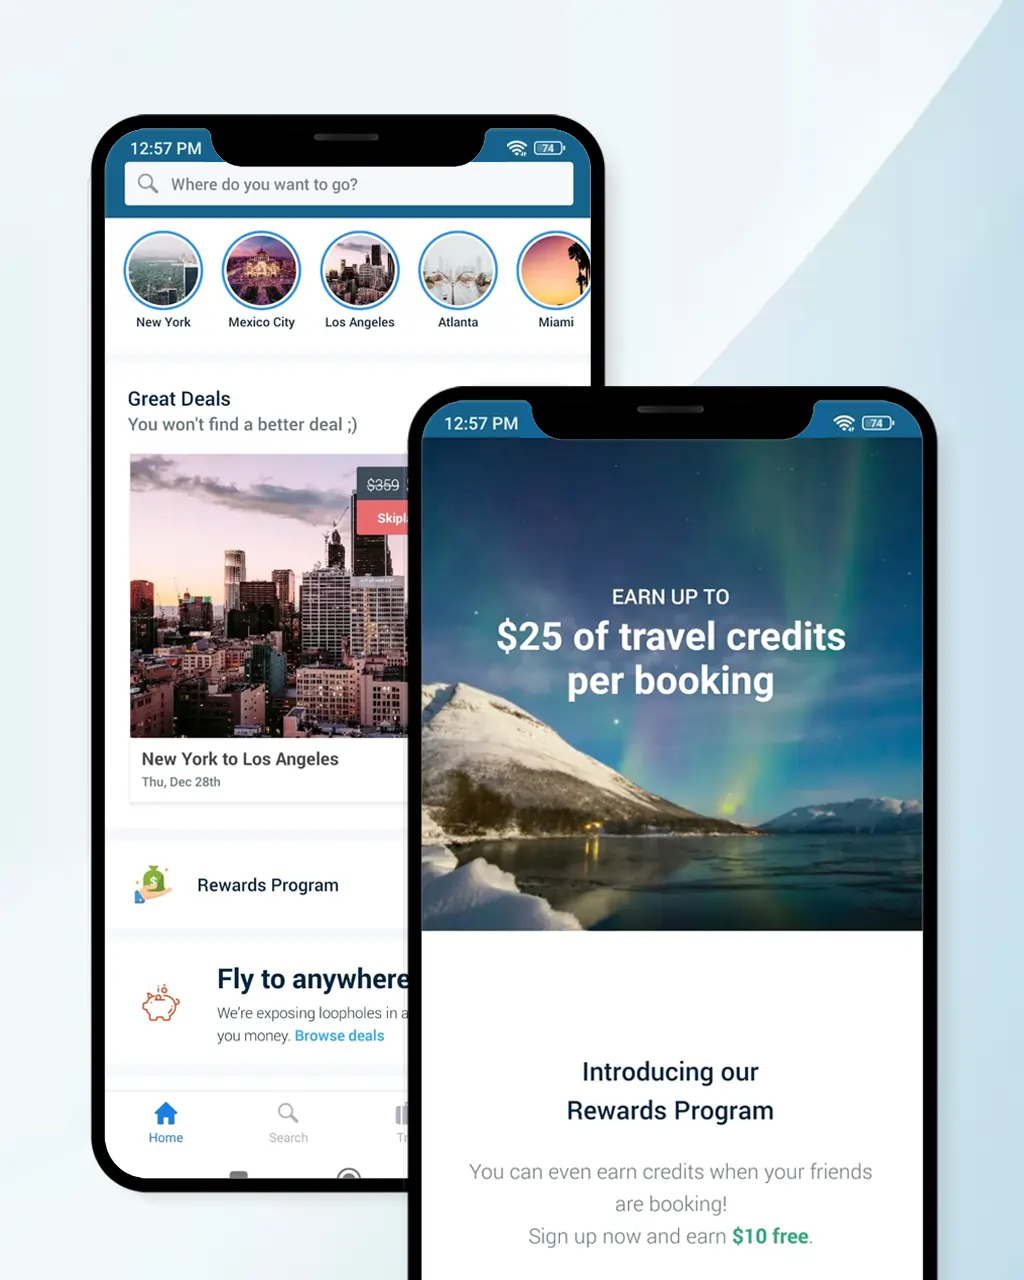 12:57 PM
74
Where do you want to go?
New York
Mexico City
Los Angeles
Atlanta
Miami
Great Deals
You won't find a better deal ;)
$359
New York to Los Angeles
Thu, Dec 28th
Rewards Program
Fly to anywhere
We're exposing loopholes in a
you money. Browse deals
Home
Search
12:57 PM
74
EARN UP TO
$25 of travel credits
per booking
Introducing our
Rewards Program
You can even earn credits when your friends
are booking!
Sign up now and earn $10 free.